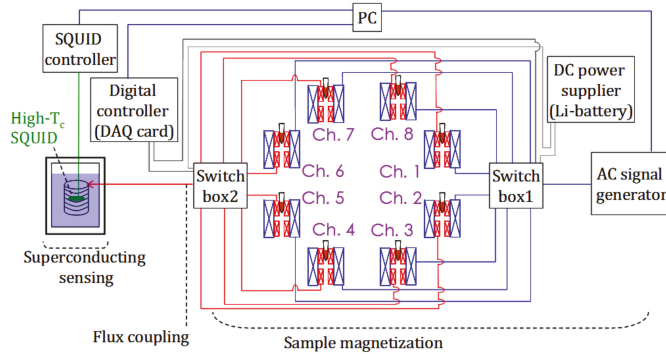 PC
SQUID
controller
Digital
controller
(DAQ card)
DC power
supplier
(Li-battery)
High-Tc
SQUID
Ch. 7
Ch. 8
Ch. 6
Ch. 1
Ch. 5
Ch. 2
Ch. 4
Ch. 3
Switch
box2
Switch
box1
AC signal
generator
Superconducting
sensing
Flux coupling
Sample magnetization